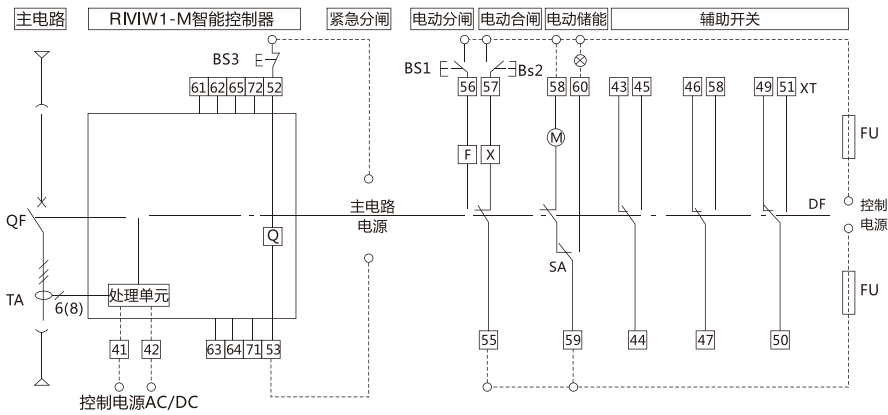 主电路 RMW1-M智能控制器 紧急分闸 电动分闸 电动合闸 电动储能 辅助开关
BS3 BS1 Bs2
61 62 65 72 52 56 57 58 60 43 45 46 58 49 51 XT
FU
M
F X
主电路 DF 控制
QF 电源 电源
Q
SA
TA 6(8) 处理单元 FU
41 42 63 64 71 53 55 59 44 47 50
控制电源AC/DC